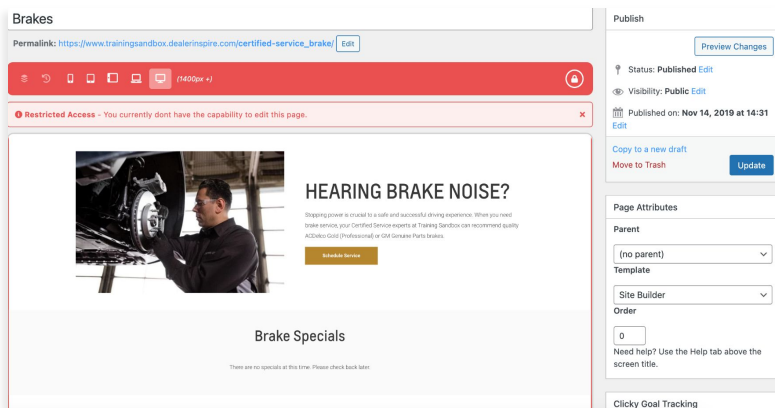 Brakes
Permalink: https://www.trainingsandbox.dealerinspire.com/certified-service_brake/ Edit
(1400px +)
Restricted Access - You currently dont have the capability to edit this page.
HEARING BRAKE NOISE?
Stopping power is crucial to a safe and successful driving experience. When you need
brake service, your Certified Service experts at Training Sandbox can recommend quality
ACDelco Gold (Professional) or GM Genuine Parts brakes.
Schedule Service
Brake Specials
There are no specials at this time. Please check back later.
Publish
Preview Changes
Status: Published Edit
Visibility: Public Edit
Published on: Nov 14, 2019 at 14:31
Edit
Copy to a new draft
Move to Trash
Update
Page Attributes
Parent
(no parent)
Template
Site Builder
Order
0
Need help? Use the Help tab above the
screen title.
Clicky Goal Tracking